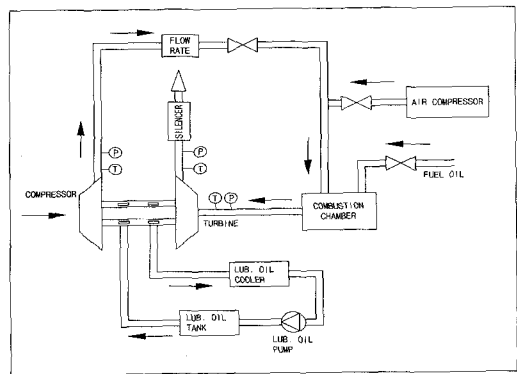 FLOW
RATE
SILENCER
AIR COMPRESSOR
P
P
T
T
FUEL OIL
COMPRESSOR
T P
COMBUSTION
CHAMBER
TURBINE
LUB. OIL
COOLER
LUB. OIL
TANK
LUB. OIL
PUMP